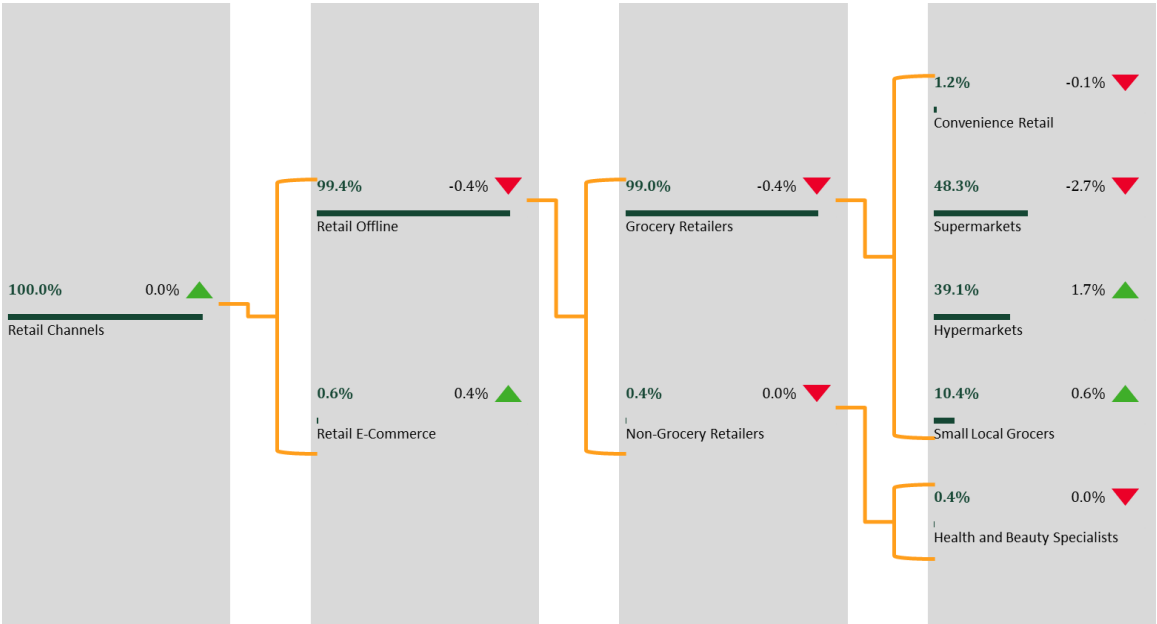 100.0% 0.0%
Retail Channels
99.4% -0.4%
Retail Offline
0.6% 0.4%
Retail E-Commerce
99.0% -0.4%
Grocery Retailers
0.4% 0.0%
Non-Grocery Retailers
1.2% -0.1%
Convenience Retail
48.3% -2.7%
Supermarkets
39.1% 1.7%
Hypermarkets
10.4% 0.6%
Small Local Grocers
0.4% 0.0%
Health and Beauty Specialists